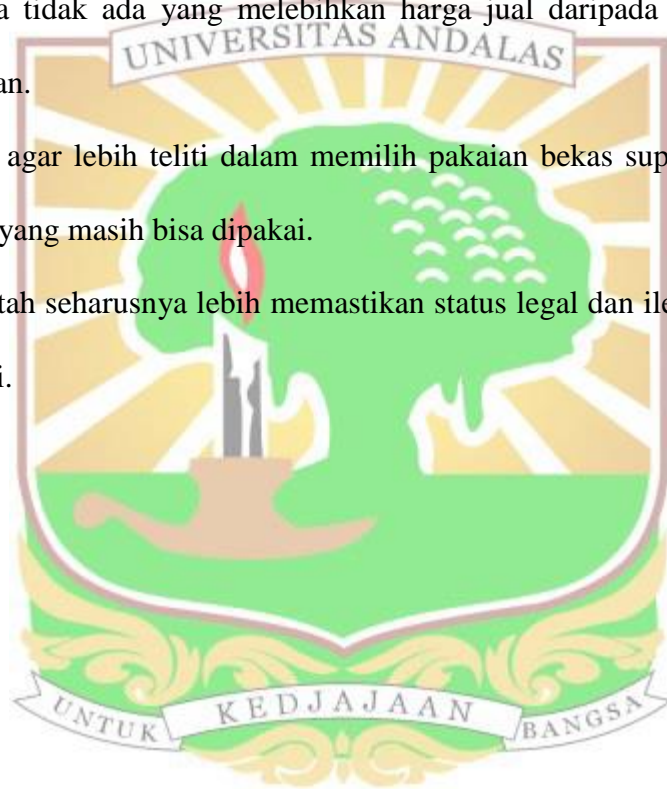 a tidak ada yang melebihkan harga jual daripada
UNIVERSITAS ANDALAS
an.
agar lebih teliti dalam memilih pakaian bekas sup
yang masih bisa dipakai.
tah seharusnya lebih memastikan status legal dan ile
i.
UNTUK KEDJAJAAN BANGSA